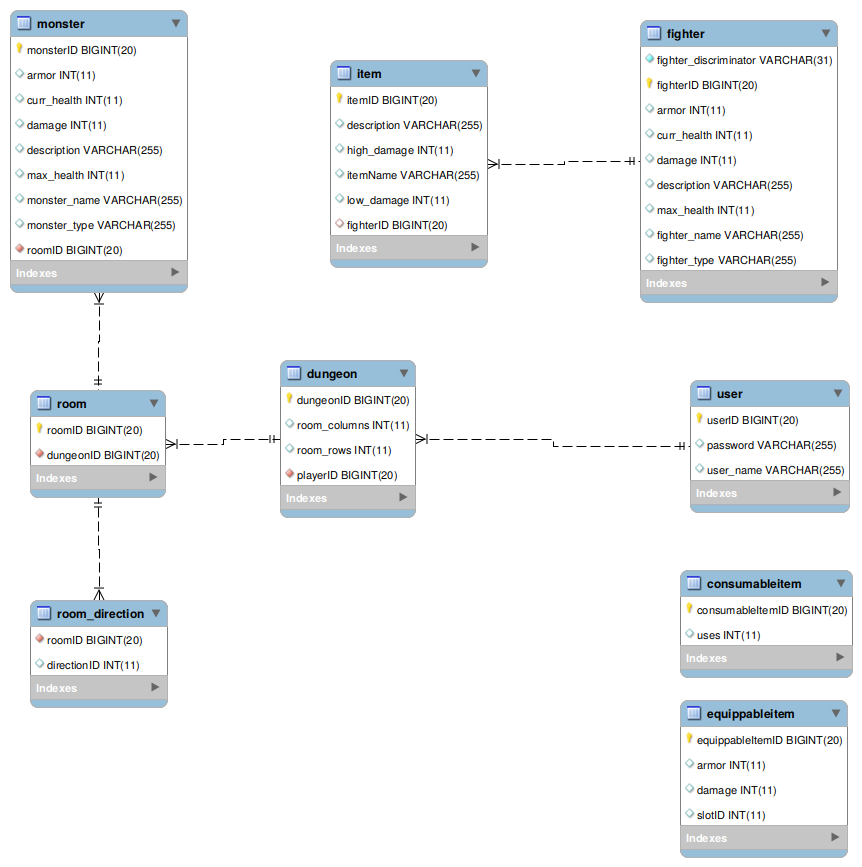 monster
monsterID BIGINT(20)
armor INT(11)
curr_health INT(11)
damage INT(11)
description VARCHAR(255)
max_health INT(11)
monster_name VARCHAR(255)
monster_type VARCHAR(255)
roomID BIGINT(20)
Indexes
item
itemID BIGINT(20)
description VARCHAR(255)
high_damage INT(11)
itemName VARCHAR(255)
low_damage INT(11)
fighterID BIGINT(20)
Indexes
fighter
fighter_discriminator VARCHAR(31)
fighterID BIGINT(20)
armor INT(11)
curr_health INT(11)
damage INT(11)
description VARCHAR(255)
max_health INT(11)
fighter_name VARCHAR(255)
fighter_type VARCHAR(255)
Indexes
room
roomID BIGINT(20)
dungeonID BIGINT(20)
Indexes
dungeon
dungeonID BIGINT(20)
room_columns INT(11)
room_rows INT(11)
playerID BIGINT(20)
Indexes
user
userID BIGINT(20)
password VARCHAR(255)
user_name VARCHAR(255)
Indexes
room_direction
roomID BIGINT(20)
directionID INT(11)
Indexes
consumableitem
consumableItemID BIGINT(20)
uses INT(11)
Indexes
equippableitem
equippableItemID BIGINT(20)
armor INT(11)
damage INT(11)
slotID INT(11)
Indexes